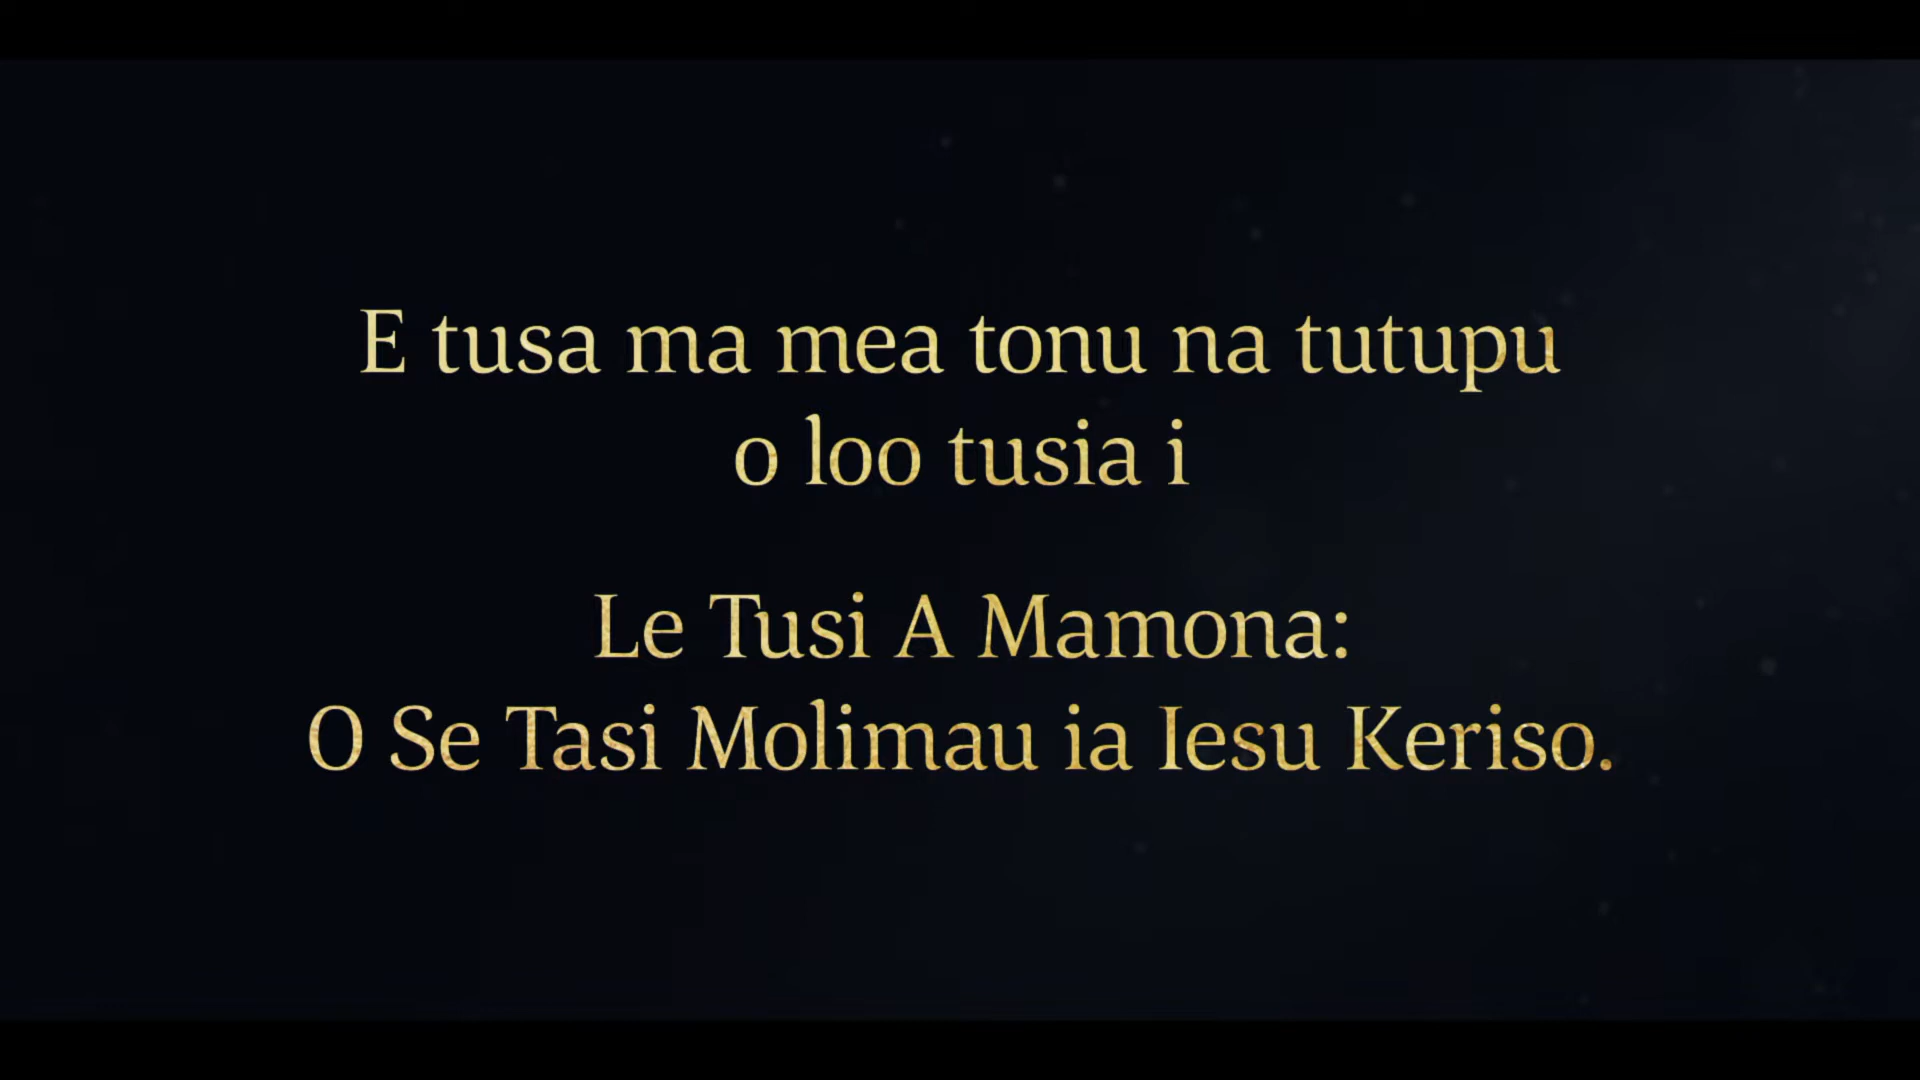 E tusa ma mea tonu na tutupu
o loo tusia i
Le Tusi A Mamona:
O Se Tasi Molimau ia Iesu Keriso.